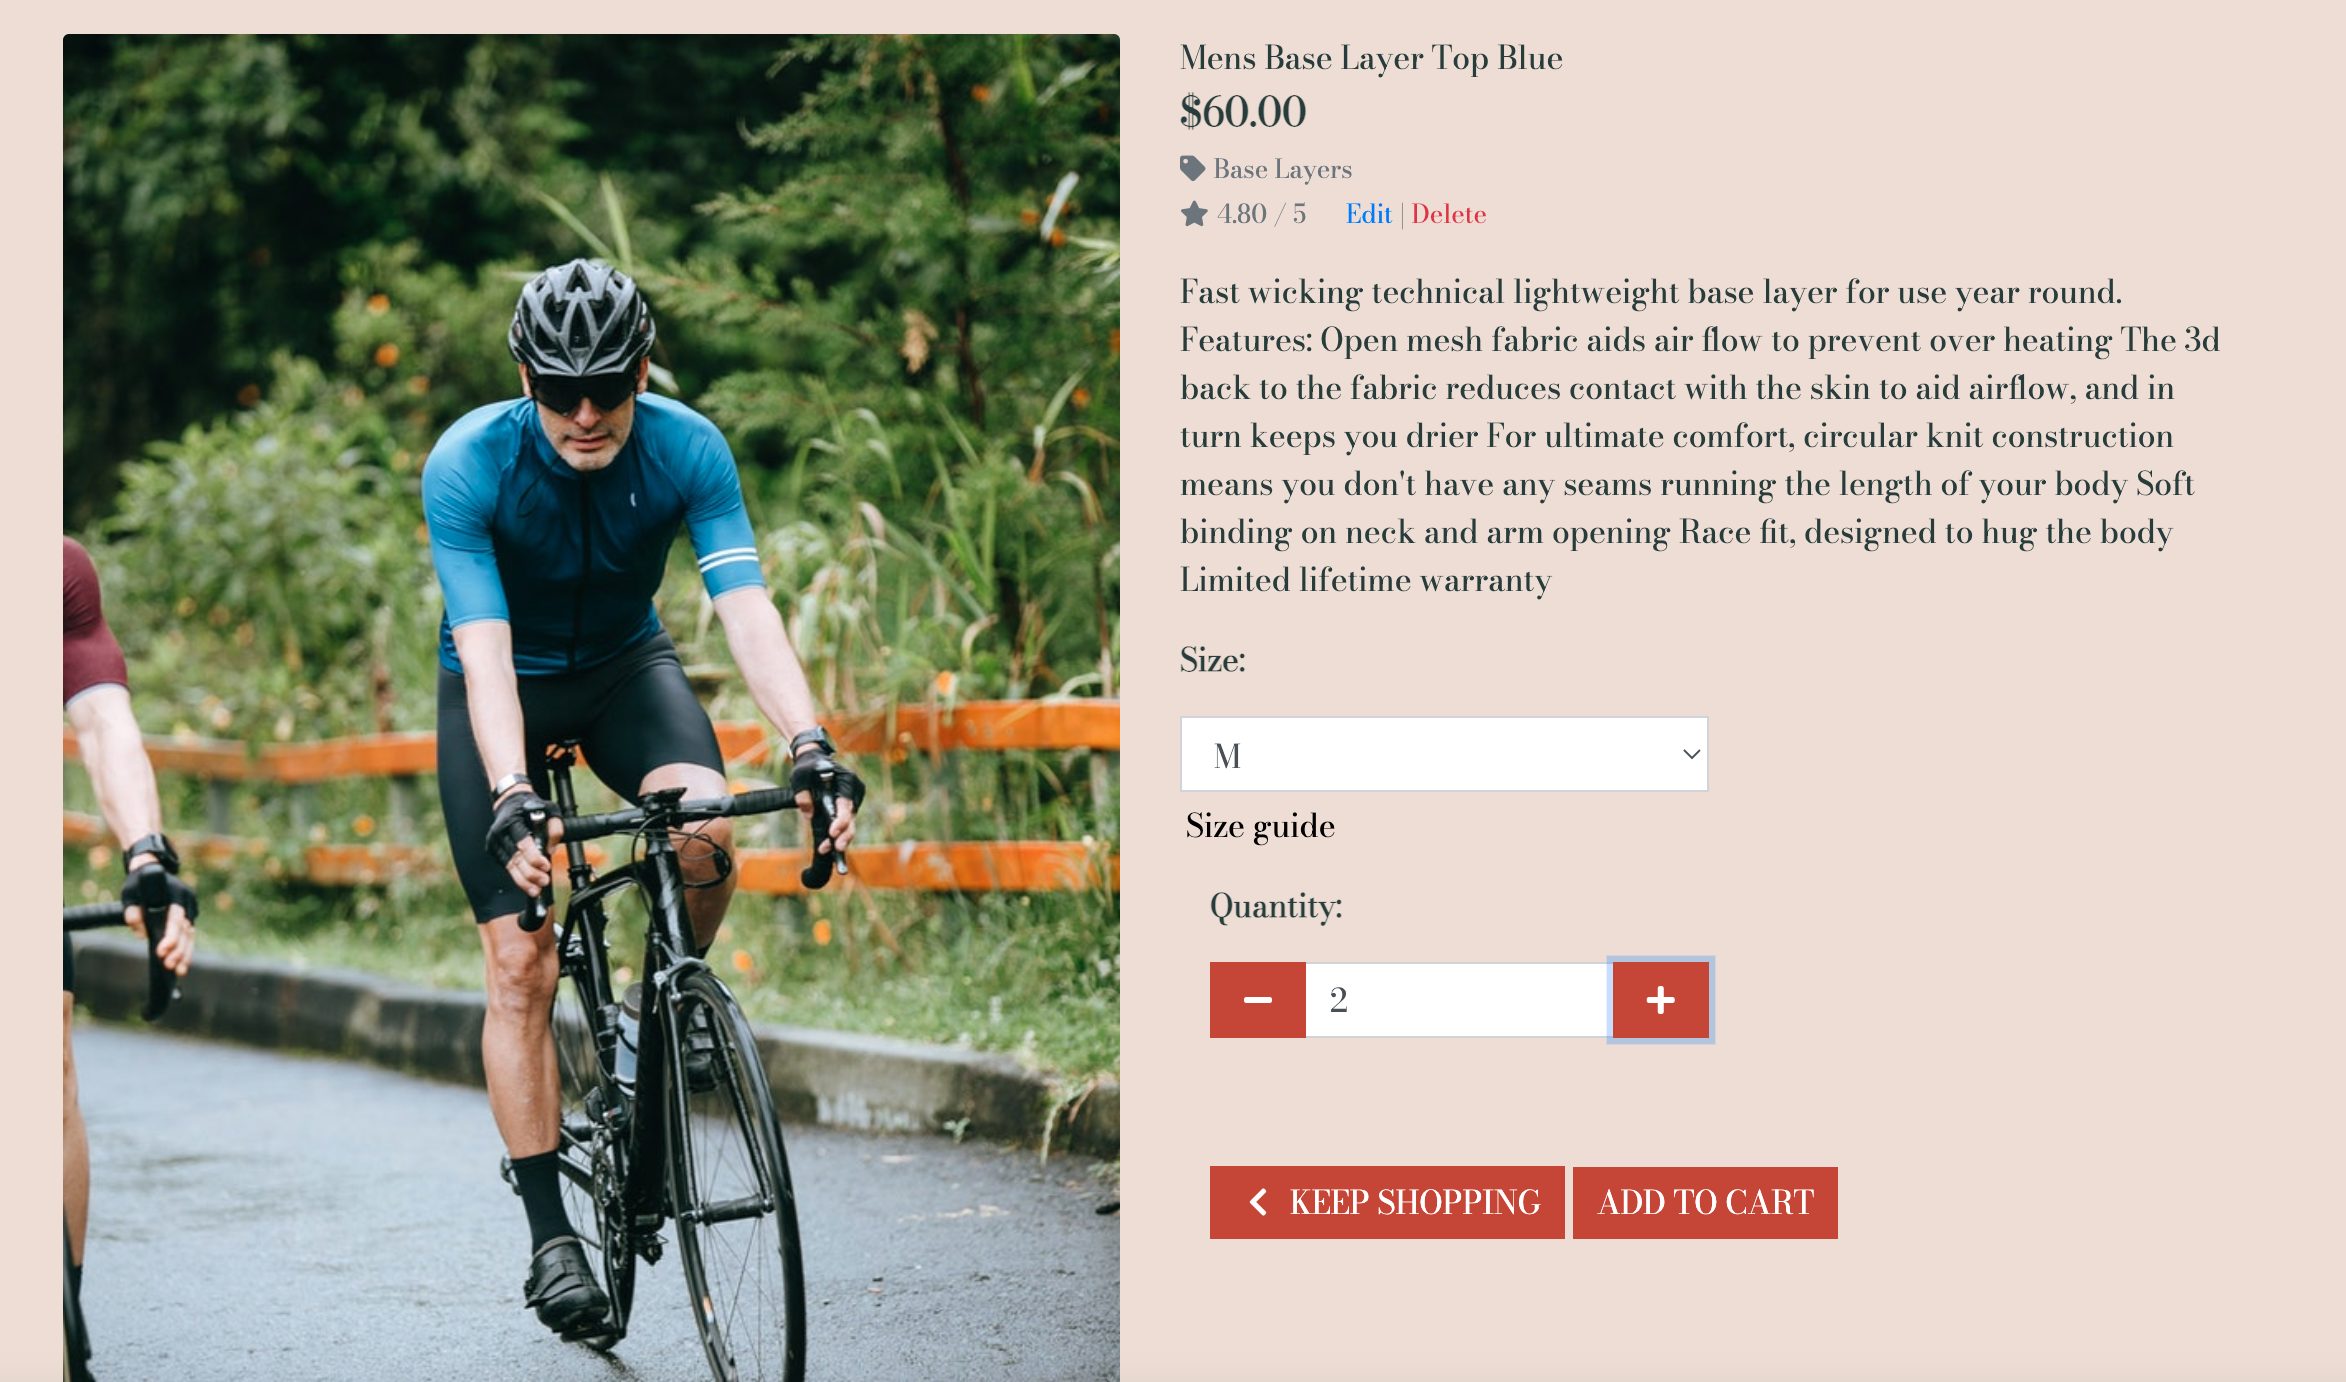 Mens Base Layer Top Blue
$60.00
Base Layers
4.80 / 5 Edit | Delete
Fast wicking technical lightweight base layer for use year round.
Features: Open mesh fabric aids air flow to prevent over heating The 3d
back to the fabric reduces contact with the skin to aid airflow, and in
turn keeps you drier For ultimate comfort, circular knit construction
means you don't have any seams running the length of your body Soft
binding on neck and arm opening Race fit, designed to hug the body
Limited lifetime warranty
Size:
M
Size guide
Quantity:
2
KEEP SHOPPING ADD TO CART